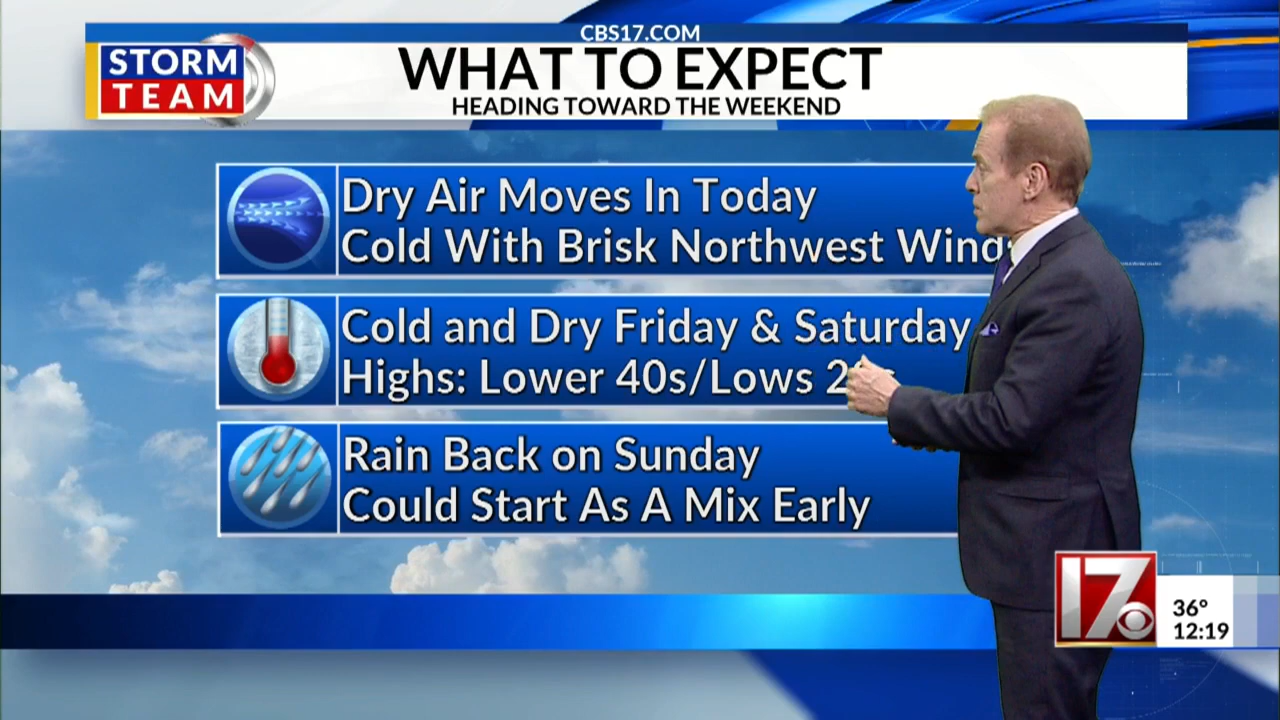 CBS17.COM
STORM
TEAM
WHAT TO EXPECT
HEADING TOWARD THE WEEKEND
Dry Air Moves In Today
Cold With Brisk Northwest
Cold and Dry Friday & Saturday
Highs: Lower 40s/Lows
Rain Back on Sunday
Could Start As A Mix Early
17
36°
12:19